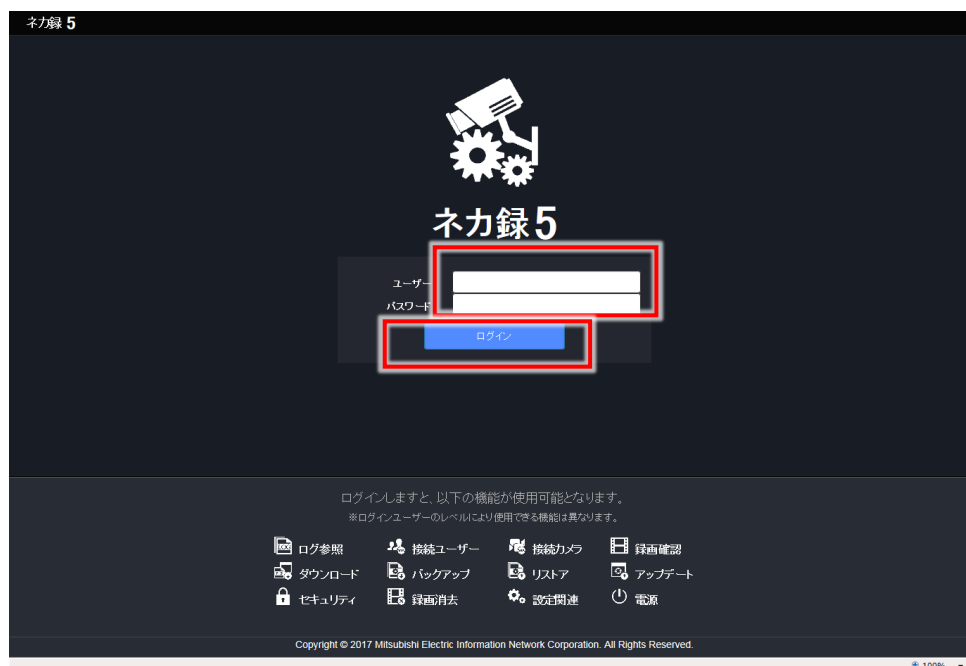 ネカ録 5
ネカ録 5
ユーザー
パスワード
ログイン
ログインしますと、以下の機能が使用可能となります。
※ログインユーザーのレベルにより使用できる機能は異なります。
ログ参照 接続ユーザー 接続カメラ 録画確認
ダウンロード バックアップ リストア アップデート
セキュリティ 録画消去 設定関連 電源
Copyright © 2017 Mitsubishi Electric Information Network Corporation. All Rights Reserved.
100%